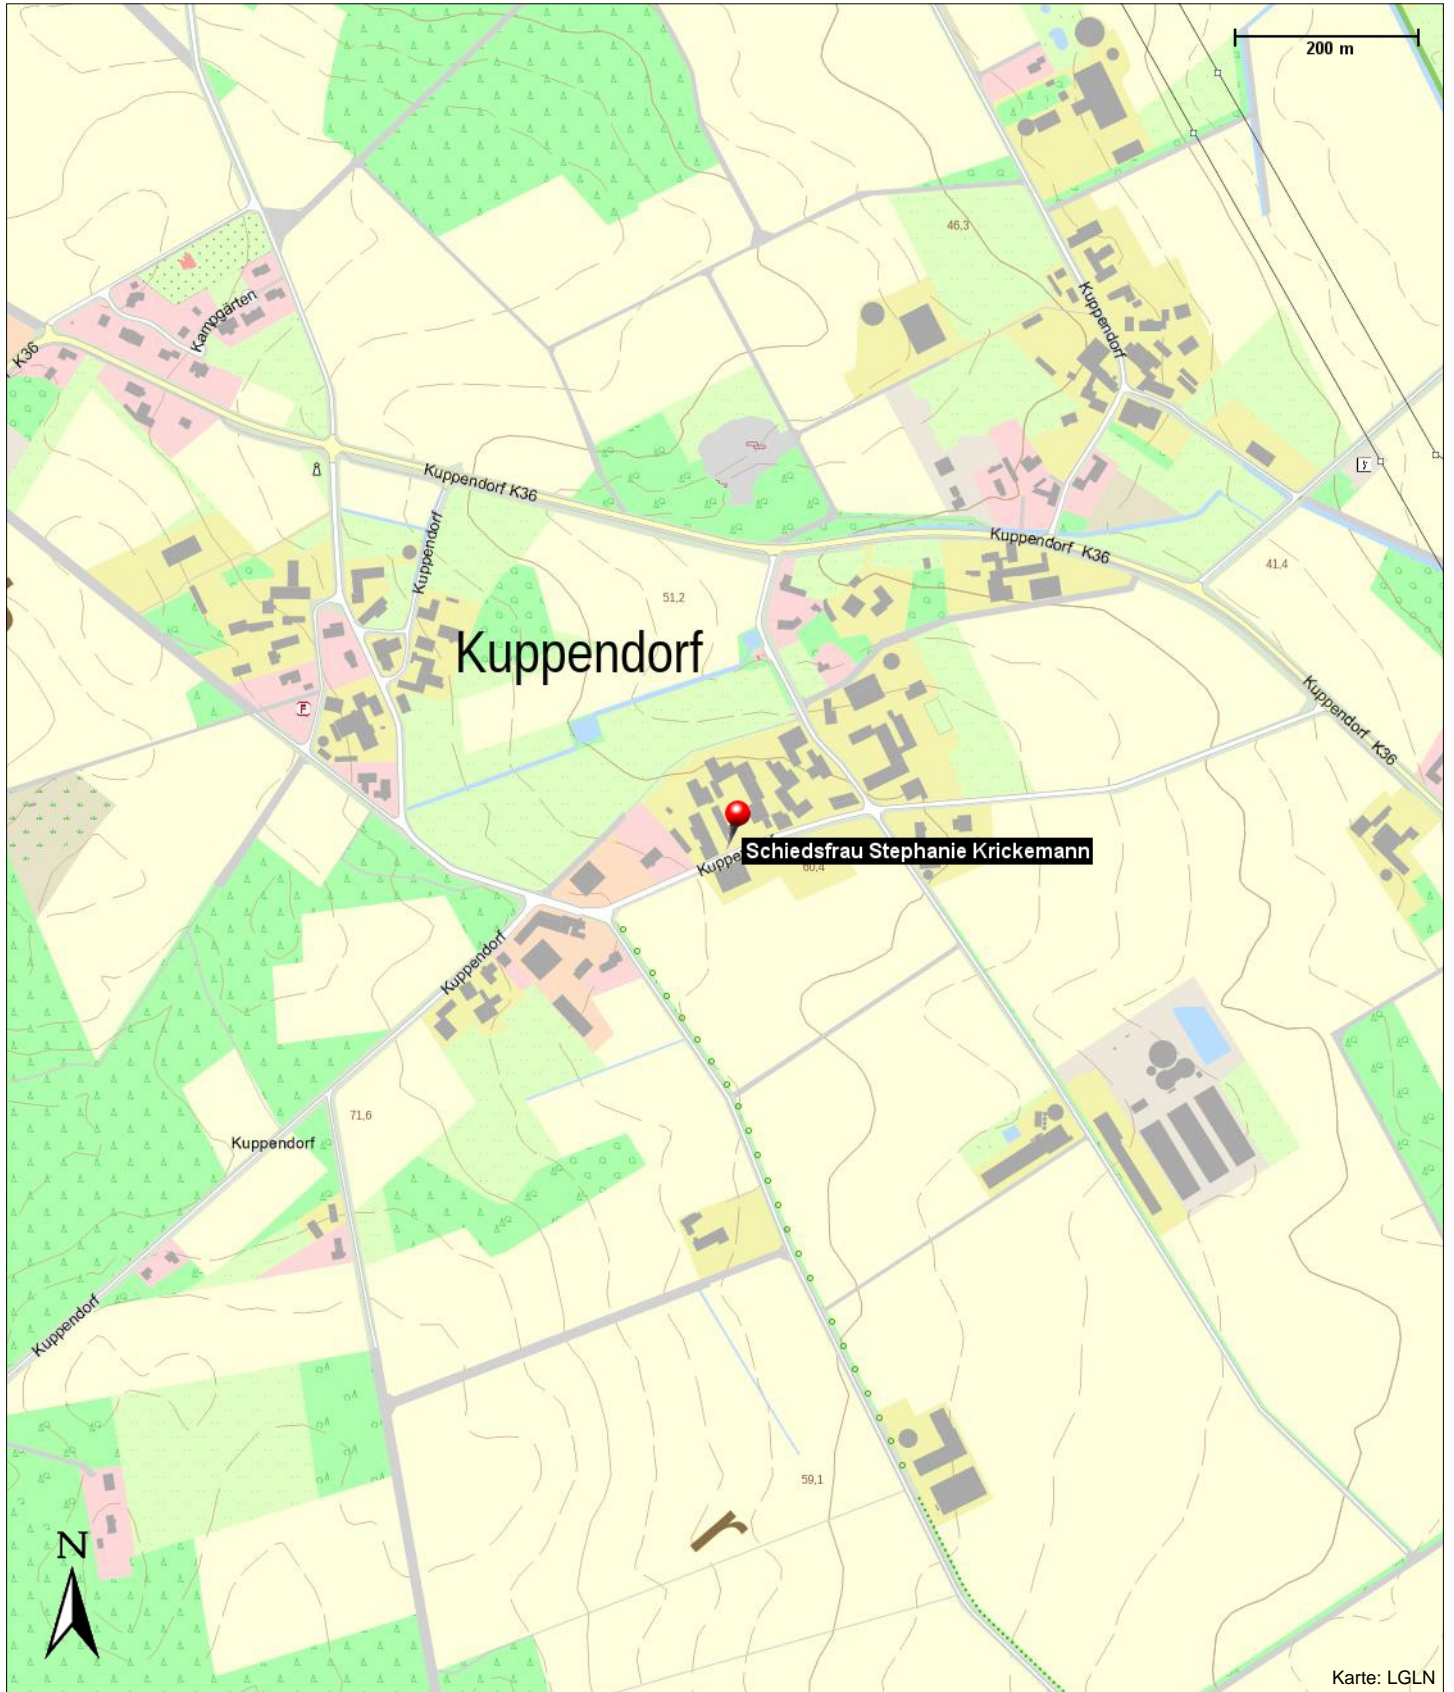 200 m
46,3
Kampgärten
Kuppendorf
K36
Kuppendorf K36
Kuppendorf
Kuppendorf K36
41,4
51,2
Kuppendorf
Kuppendorf K36
Schiedsfrau Stephanie Krickemann
60,4
Kuppendorf
71,6
Kuppendorf
Kuppendorf
59,1
N
Karte: LGLN
F